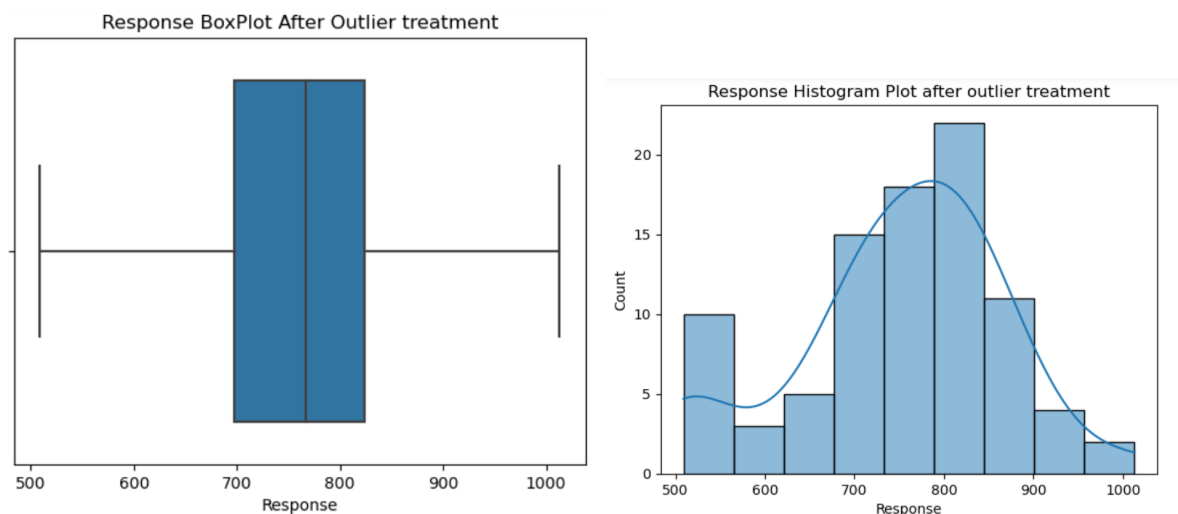 Response BoxPlot After Outlier treatment
500 600 700 800 900 1000
Response
Response Histogram Plot after outlier treatment
20
15
10
5
0
Count
500 600 700 800 900 1000
Response